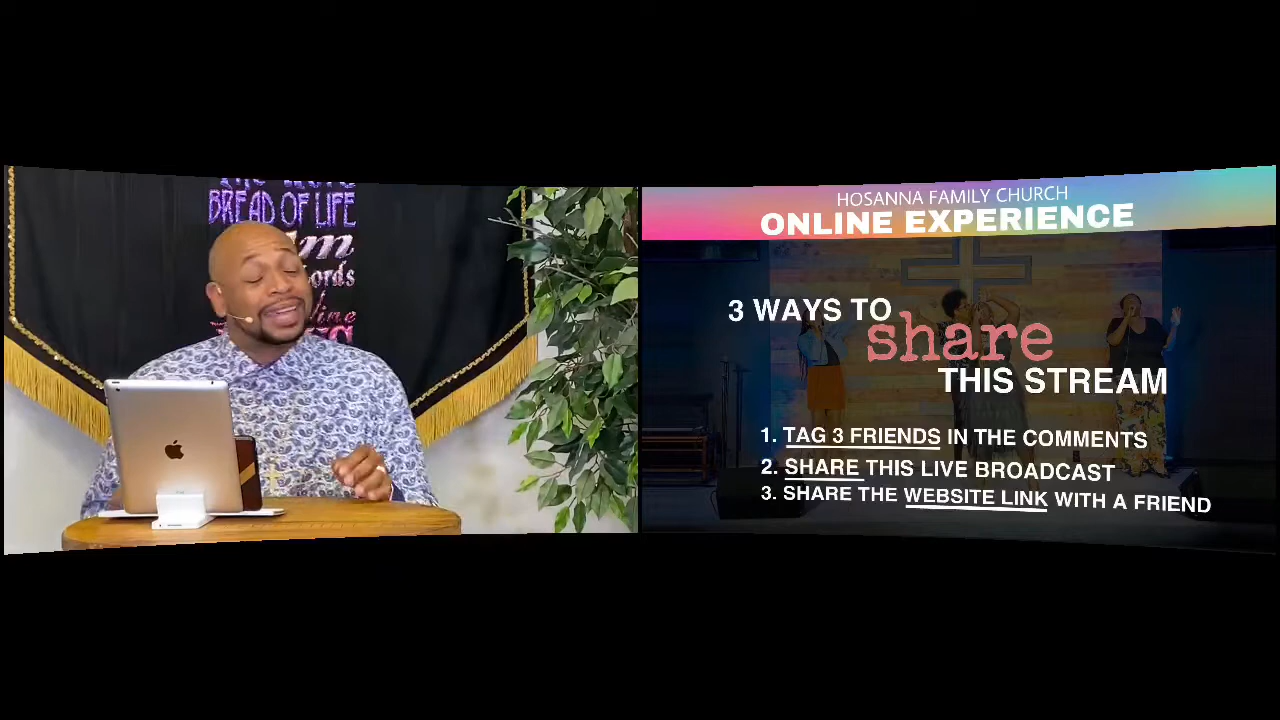 BREAD OF LIFE
HOSANNA FAMILY CHURCH
ONLINE EXPERIENCE
3 WAYS TO
share
THIS STREAM
1. TAG 3 FRIENDS IN THE COMMENTS
2. SHARE THIS LIVE BROADCAST
3. SHARE THE WEBSITE LINK WITH A FRIEND